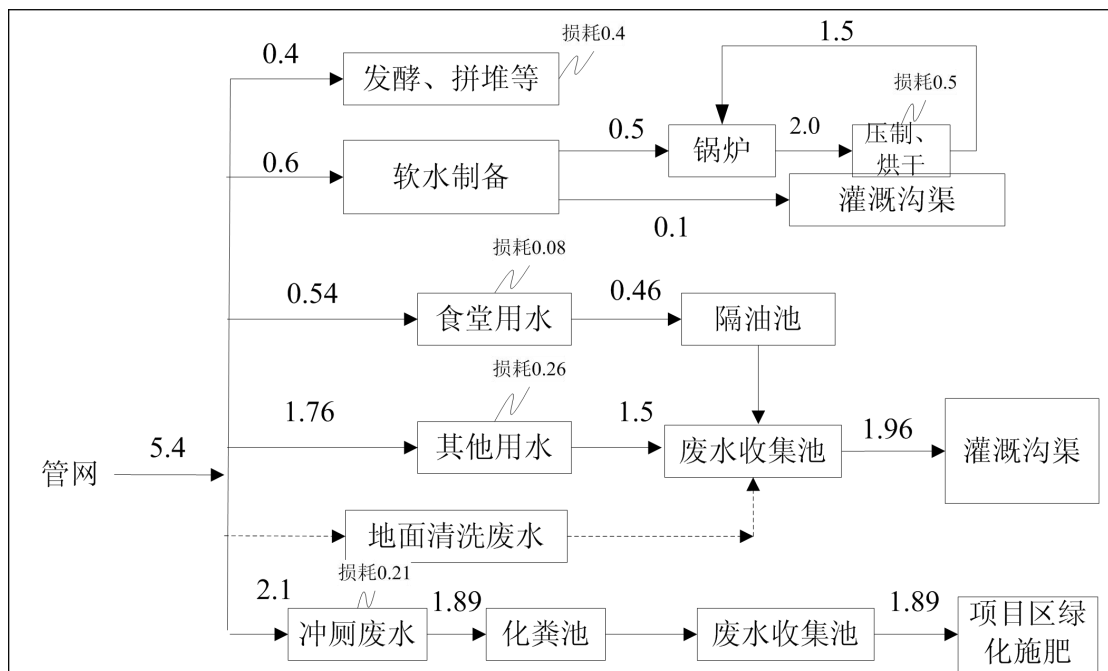 1.5
损耗0.4
0.4
发酵、拼堆等
损耗0.5
0.5
2.0
锅炉
压制、
烘干
0.6
软水制备
灌溉沟渠
0.1
损耗0.08
0.54
0.46
食堂用水
隔油池
损耗0.26
1.76
1.5
1.96
5.4
其他用水
废水收集池
灌溉沟渠
管网
地面清洗废水
损耗0.21
2.1
1.89
1.89
冲厕废水
化粪池
废水收集池
项目区绿
化施肥